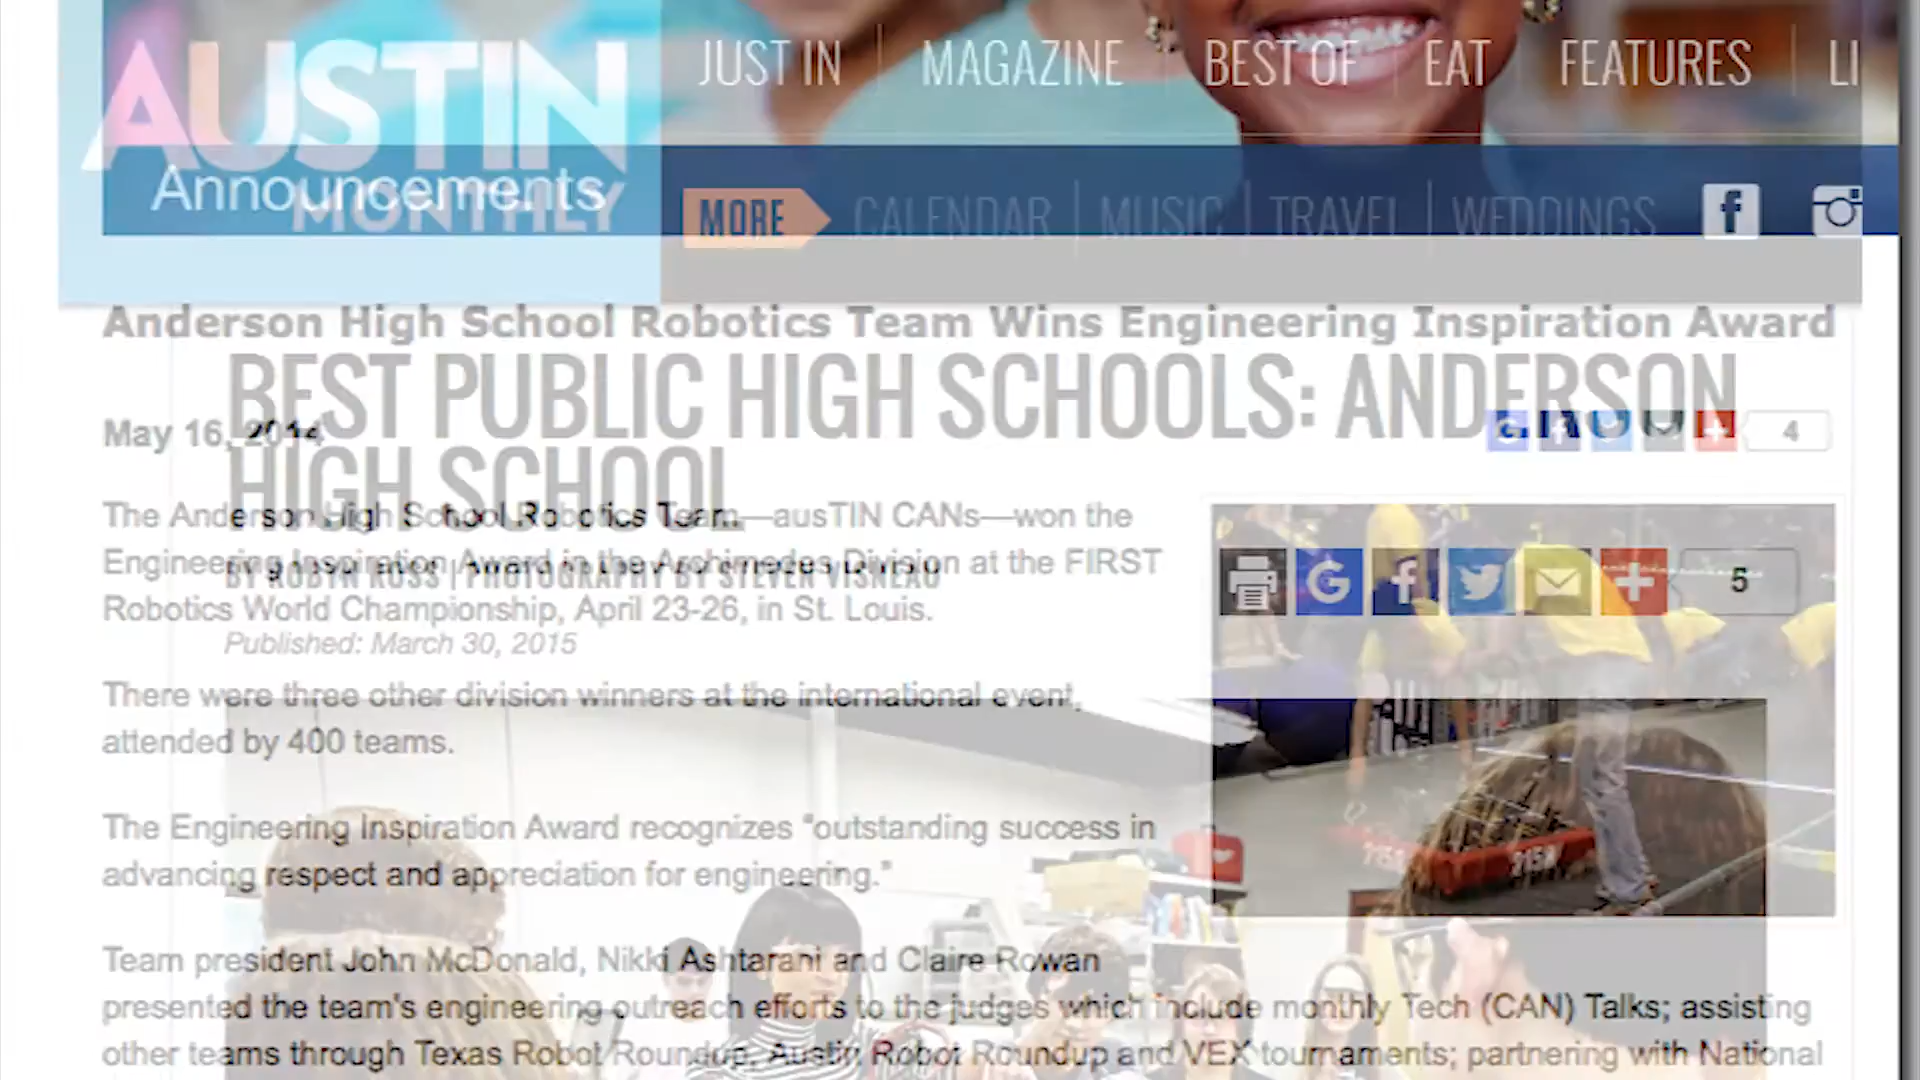 AUSTIN
MONTHLY
JUST IN
MAGAZINE
BEST OF
EAT
FEATURES
LI
Announcements
MORE
CALENDAR
MUSIC
TRAVEL
WEDDINGS
Anderson High School Robotics Team Wins Engineering Inspiration Award
BEST PUBLIC HIGH SCHOOLS: ANDERSON
HIGH SCHOOL
May 16, 2014
4
The Anderson High School Robotics Team—ausTIN CANs—won the
Engineering Inspiration Award in the Archimedes Division at the FIRST
Robotics World Championship, April 23-26, in St. Louis.
BY ROBYN ROSS | PHOTOGRAPHY BY STEVEN VISNEAU
5
Published: March 30, 2015
There were three other division winners at the international event,
attended by 400 teams.
The Engineering Inspiration Award recognizes “outstanding success in
advancing respect and appreciation for engineering.”
2158
Team president John McDonald, Nikki Ashtarani and Claire Rowan
presented the team's engineering outreach efforts to the judges which include monthly Tech (CAN) Talks; assisting
other teams through Texas Robot Roundup, Austin Robot Roundup and VEX tournaments; partnering with National